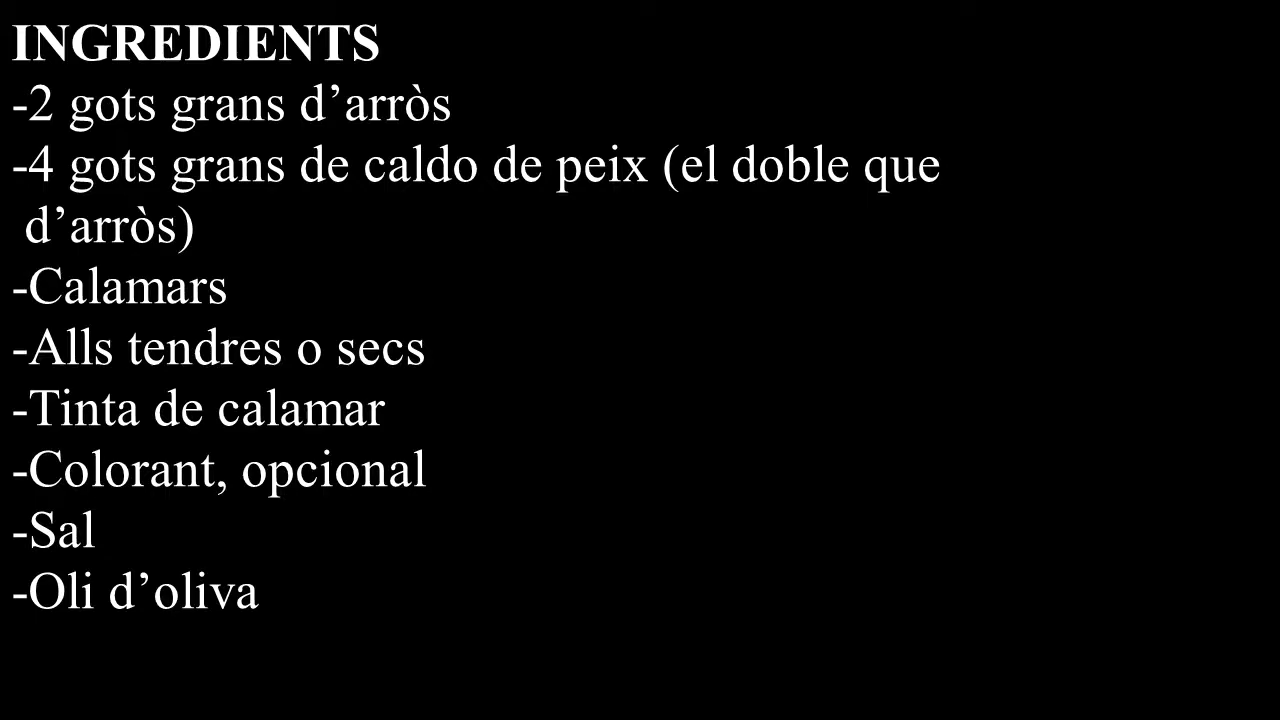 INGREDIENTS
-2 gots grans d’arròs
-4 gots grans de caldo de peix (el doble que
d’arròs)
-Calamars
-Alls tendres o secs
-Tinta de calamar
-Colorant, opcional
-Sal
-Oli d’oliva